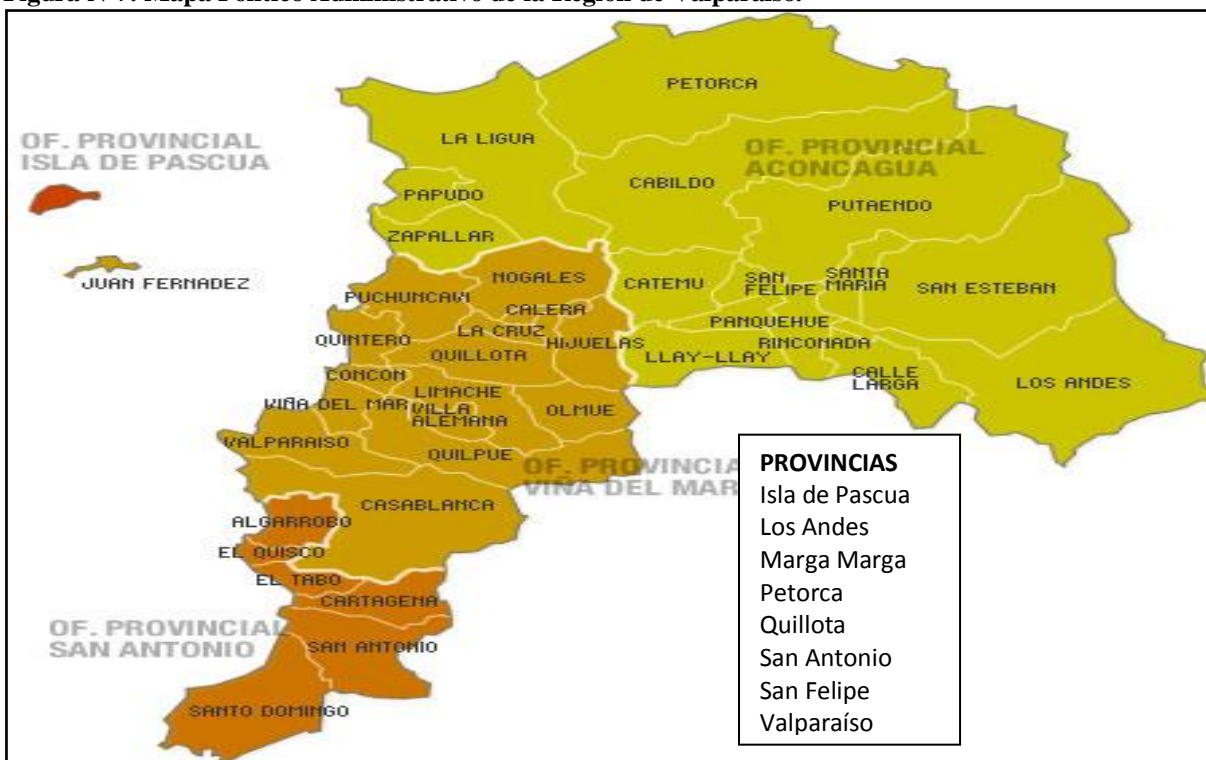 Figura N°7: Mapa Político Administrativo de la Región de Valparaíso.
PETORCA
LA LIGUA
OF. PROVINCIAL
ISLA DE PASCUA
OF. PROVINCIAL
ACONCAGUA
CABILDO
PAPUDO
PUTAENDO
ZAPALLAR
JUAN FERNADEZ
NOGALES
CATEMU
SAN
FELIPE
SANTA
MARIA
SAN ESTEBAN
PUCHUNCAVI
CALERA
PANQUEHUE
LA CRUZ
QUINTERO
HIJUELAS
RINCONADA
QUILLOTA
LLAY-LLAY
CONCON
CALLE
LARGA
LOS ANDES
LIMACHE
VIÑA DEL MAR
VILLA
ALEMANA
OLMUE
VALPARAISO
QUILPUE
OF. PROVINCIA
VIÑA DEL MAR
CASABLANCA
ALGARROBO
EL QUISCO
EL TABO
CARTAGENA
OF. PROVINCIAL
SAN ANTONIO
SAN ANTONIO
SANTO DOMINGO
PROVINCIAS
Isla de Pascua
Los Andes
Marga Marga
Petorca
Quillota
San Antonio
San Felipe
Valparaíso